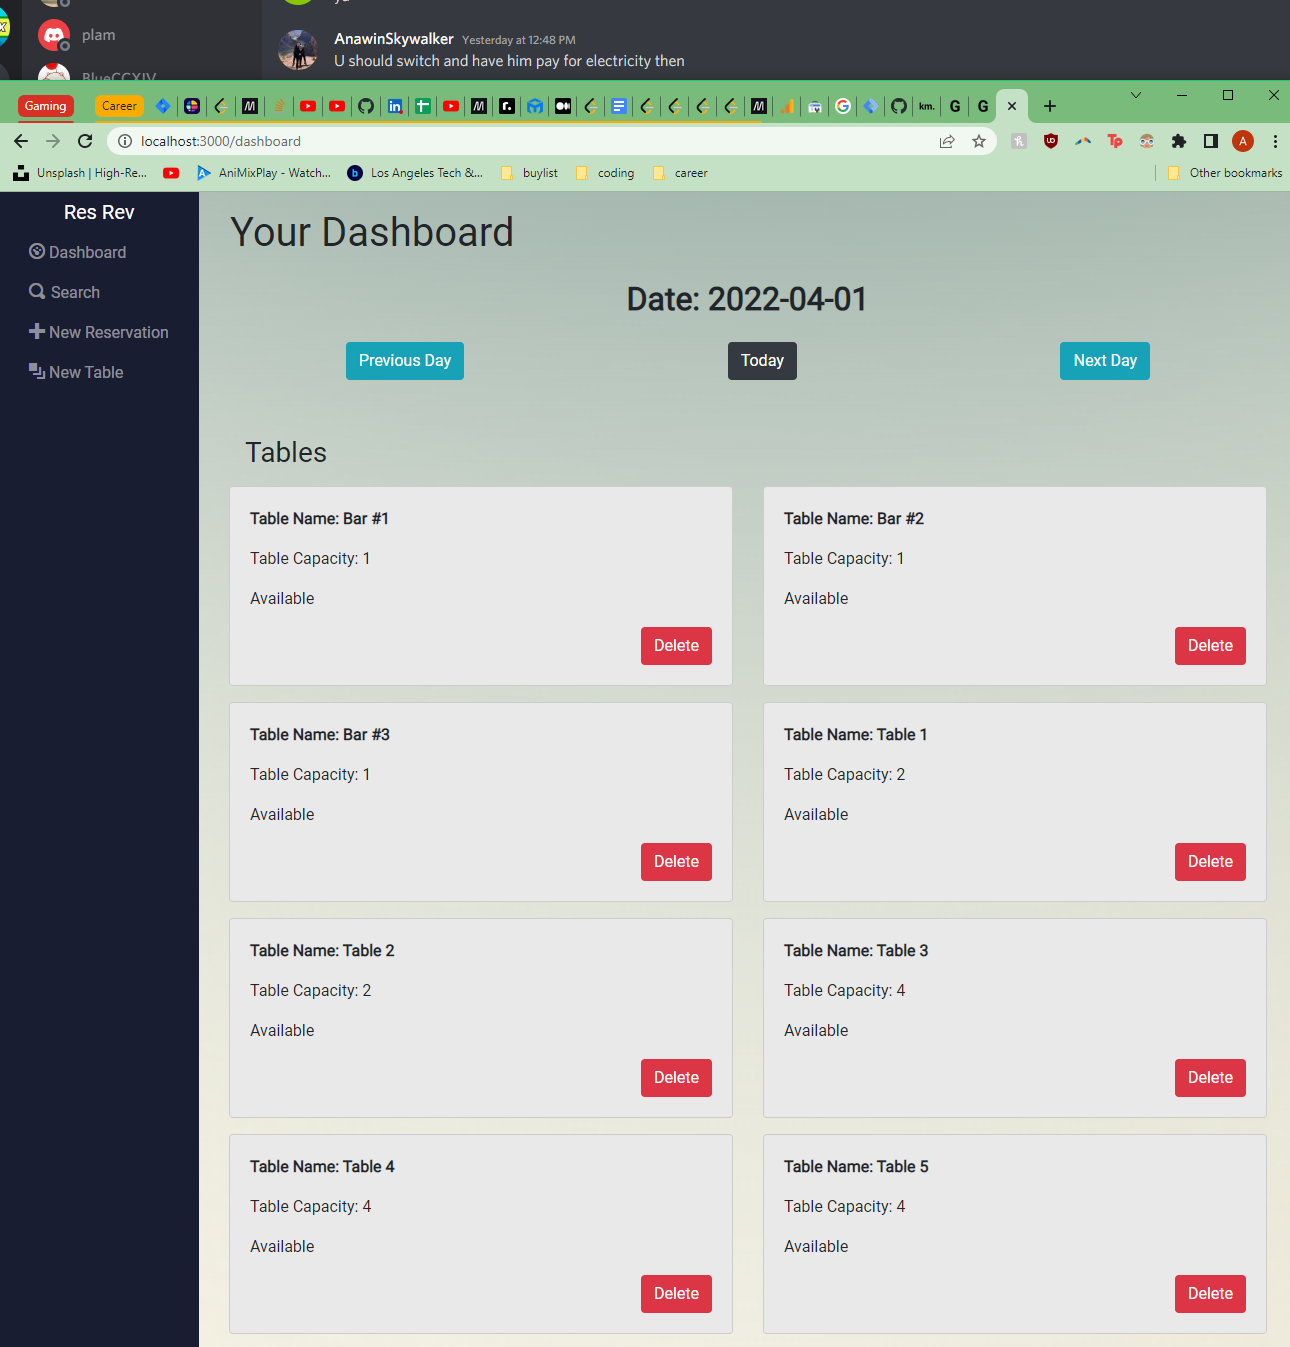 plam
AnawinSkywalker Yesterday at 12:48 PM
U should switch and have him pay for electricity then
BlueCCXIV
Gaming Career km. G G
localhost:3000/dashboard
Unsplash | High-Re... AniMixPlay - Watch... Los Angeles Tech &... buylist coding career Other bookmarks
Res Rev
Dashboard
Search
New Reservation
New Table
Your Dashboard
Date: 2022-04-01
Previous Day Today Next Day
Tables
Table Name: Bar #1
Table Capacity: 1
Available
Delete
Table Name: Bar #2
Table Capacity: 1
Available
Delete
Table Name: Bar #3
Table Capacity: 1
Available
Delete
Table Name: Table 1
Table Capacity: 2
Available
Delete
Table Name: Table 2
Table Capacity: 2
Available
Delete
Table Name: Table 3
Table Capacity: 4
Available
Delete
Table Name: Table 4
Table Capacity: 4
Available
Delete
Table Name: Table 5
Table Capacity: 4
Available
Delete